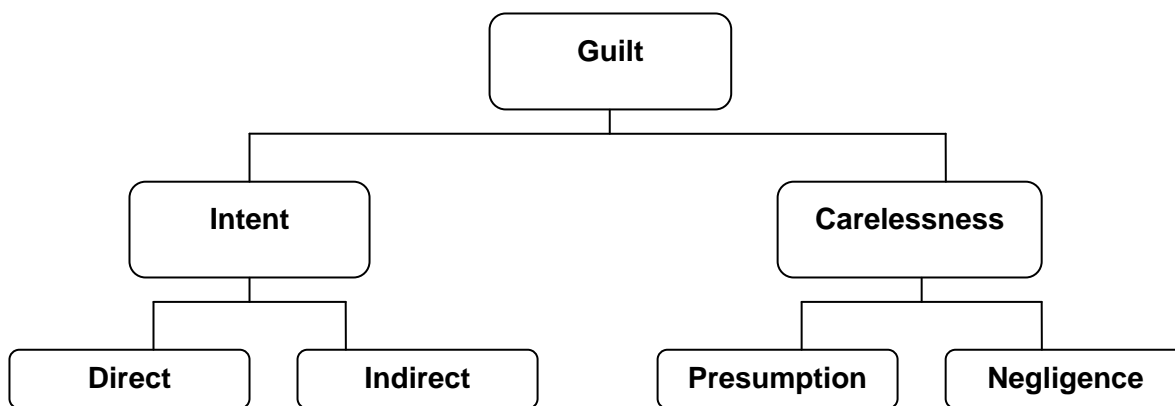 Guilt
Intent
Carelessness
Direct
Indirect
Presumption
Negligence